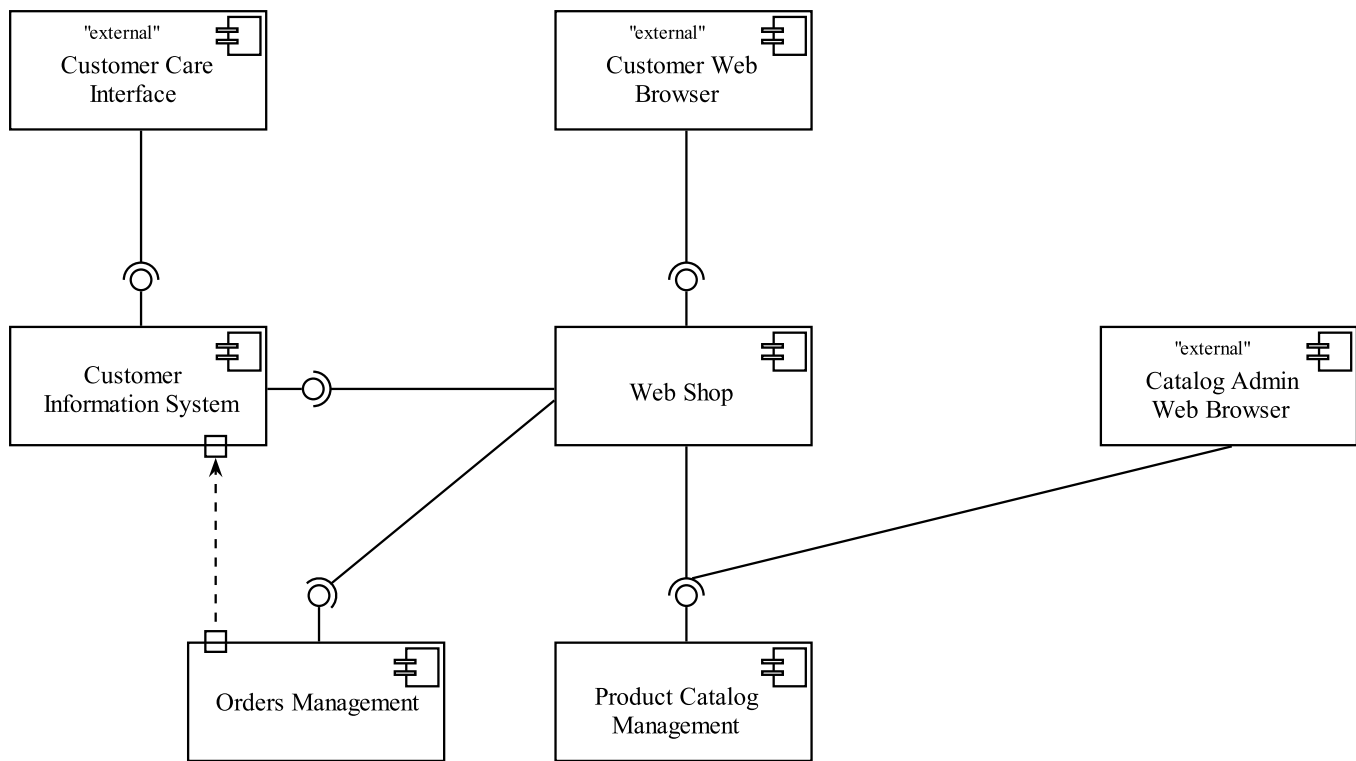 "external"
Customer Care
Interface
"external"
Customer Web
Browser
Customer
Information System
Web Shop
"external"
Catalog Admin
Web Browser
Orders Management
Product Catalog
Management